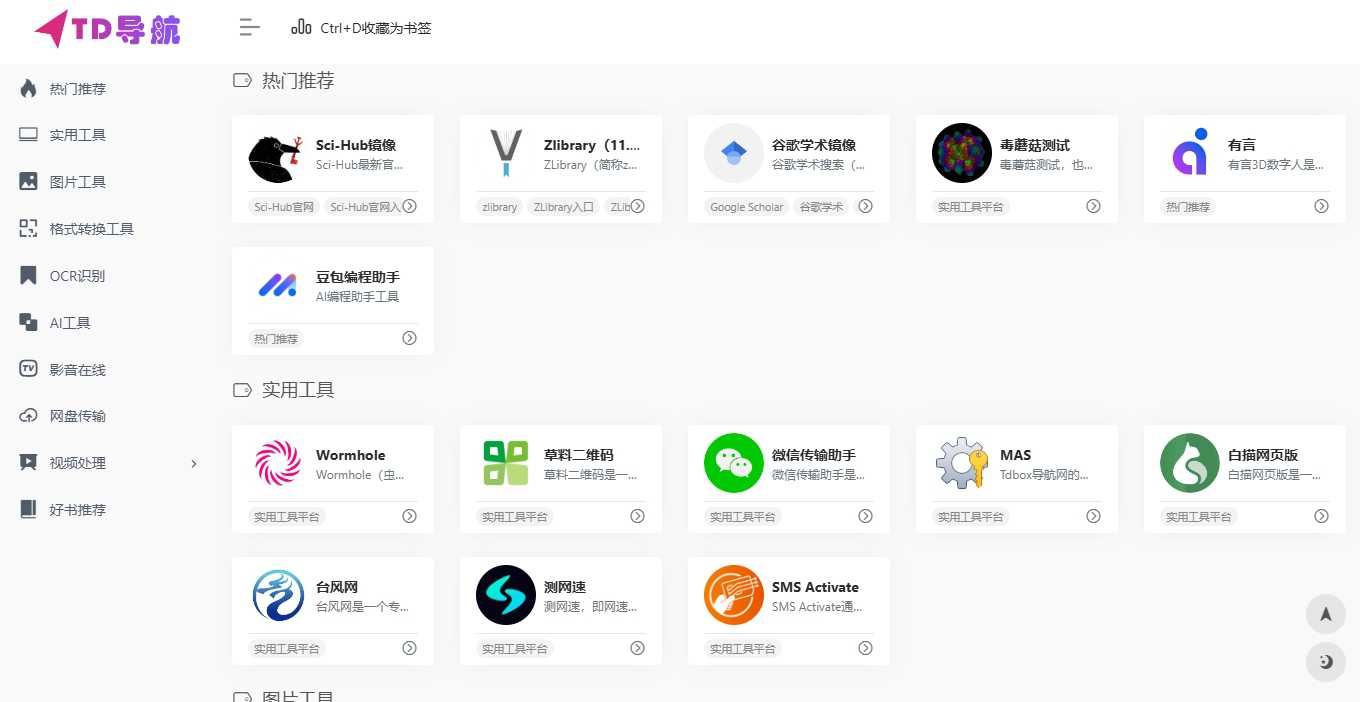 TD导航
Ctrl+D收藏为书签
热门推荐
实用工具
图片工具
格式转换工具
OCR识别
AI工具
影音在线
网盘传输
视频处理
好书推荐
热门推荐
Sci-Hub镜像
Sci-Hub最新官...
Sci-Hub官网
Sci-Hub官网入
Zlibrary（11....
ZLibrary（简称z...
zlibrary
ZLibrary入口
ZLib
谷歌学术镜像
谷歌学术搜索（...
Google Scholar
谷歌学术
毒蘑菇测试
毒蘑菇测试，也...
实用工具平台
有言
有言3D数字人是...
热门推荐
豆包编程助手
AI编程助手工具
热门推荐
实用工具
Wormhole
Wormhole（虫...
实用工具平台
草料二维码
草料二维码是一...
实用工具平台
微信传输助手
微信传输助手是...
实用工具平台
MAS
Tdbox导航网的...
实用工具平台
白描网页版
白描网页版是一...
实用工具平台
台风网
台风网是一个专...
实用工具平台
测网速
测网速，即网速...
实用工具平台
SMS Activate
SMS Activate通...
实用工具平台
图片工具